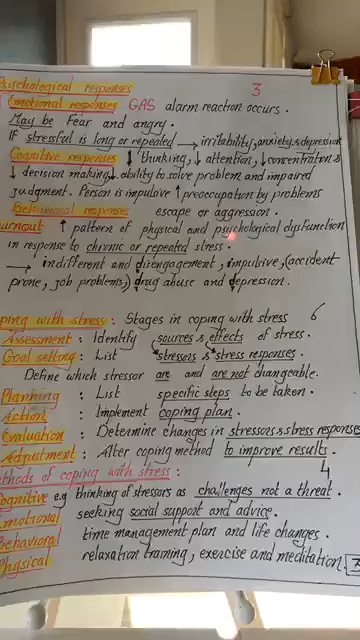 Psychological responses 3
Emotional responses GAS alarm reaction occurs.
May be Fear and angry.
If stressful is long or repeated → irritability, anxiety & depression
Cognitive responses ↓ thinking, ↓ attention, ↓ concentration &
↓ decision making, ↓ ability to solve problem and impaired
Judgment. Person is impulsive ↑ preoccupation by problems
Behavioral responses escape or aggression.
Burnout ↑ pattern of physical and psychological dysfunction
in response to chronic or repeated stress.
→ indifferent and disengagement, impulsive, (accident
prone, job problems,) drug abuse and depression.
ping with stress: Stages in coping with stress 6
Assessment: Identify sources & effects of stress.
Goal setting: List stressors & stress responses.
Define which stressor are and are not changeable.
Planning: List specific steps to be taken.
Action: Implement coping plan.
Evaluation: Determine changes in stressors & stress responses
Adjustment: Alter coping method to improve results.
thods of coping with stress: 4
Cognitive e.g thinking of stressors as challenges not a threat.
Emotional seeking social support and advice.
Behavioral time management plan and life changes.
Physical relaxation training, exercise and meditation.